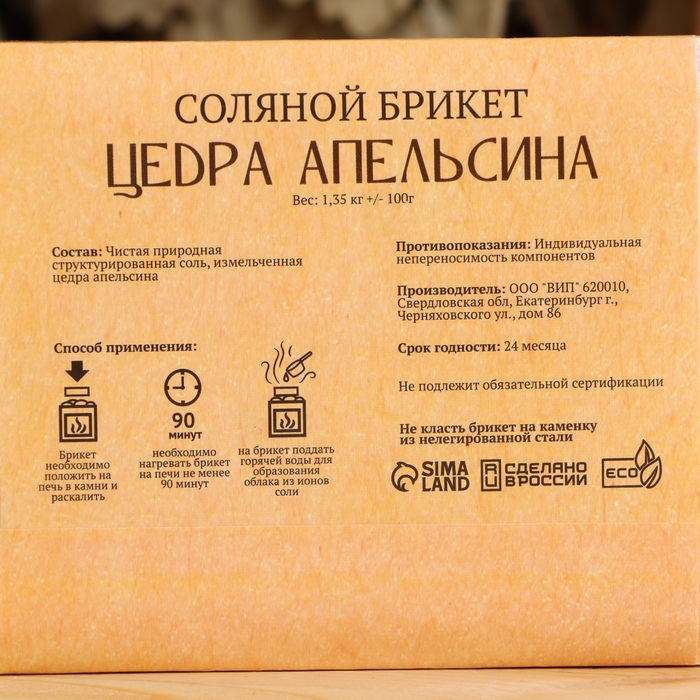 СОЛЯНОЙ БРИКЕТ
ЦЕДРА АПЕЛЬСИНА
Вес: 1,35 кг +/- 100г
Состав: Чистая природная
структурированная соль, измельченная
цедра апельсина
Способ применения:
Брикет
необходимо
положить на
печь в камни и
раскалить
90
минут
необходимо
нагревать брикет
на печи не менее
90 минут
на брикет поддать
горячей воды для
образования
облака из ионов
соли
Противопоказания: Индивидуальная
непереносимость компонентов
Производитель: ООО "ВИП" 620010,
Свердловская обл, Екатеринбург г.,
Черняховского ул., дом 86
Срок годности: 24 месяца
Не подлежит обязательной сертификации
Не класть брикет на каменку
из нелегированной стали
SIMA
LAND
RU
СДЕЛАНО
В РОССИИ
ECO